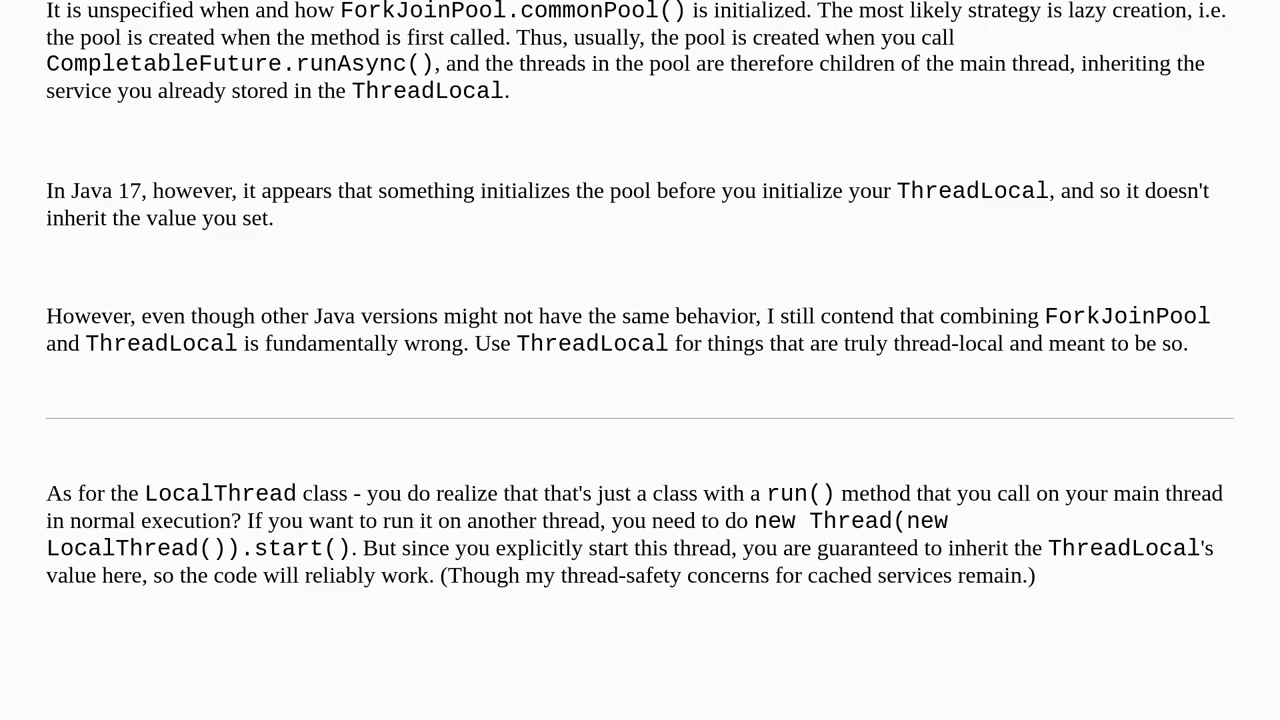 It is unspecified when and how ForkJoinPool.commonPool() is initialized. The most likely strategy is lazy creation, i.e.
the pool is created when the method is first called. Thus, usually, the pool is created when you call
CompletableFuture.runAsync(), and the threads in the pool are therefore children of the main thread, inheriting the
service you already stored in the ThreadLocal.
In Java 17, however, it appears that something initializes the pool before you initialize your ThreadLocal, and so it doesn't
inherit the value you set.
However, even though other Java versions might not have the same behavior, I still contend that combining ForkJoinPool
and ThreadLocal is fundamentally wrong. Use ThreadLocal for things that are truly thread-local and meant to be so.
As for the LocalThread class - you do realize that that's just a class with a run() method that you call on your main thread
in normal execution? If you want to run it on another thread, you need to do new Thread(new
LocalThread()).start(). But since you explicitly start this thread, you are guaranteed to inherit the ThreadLocal's
value here, so the code will reliably work. (Though my thread-safety concerns for cached services remain.)